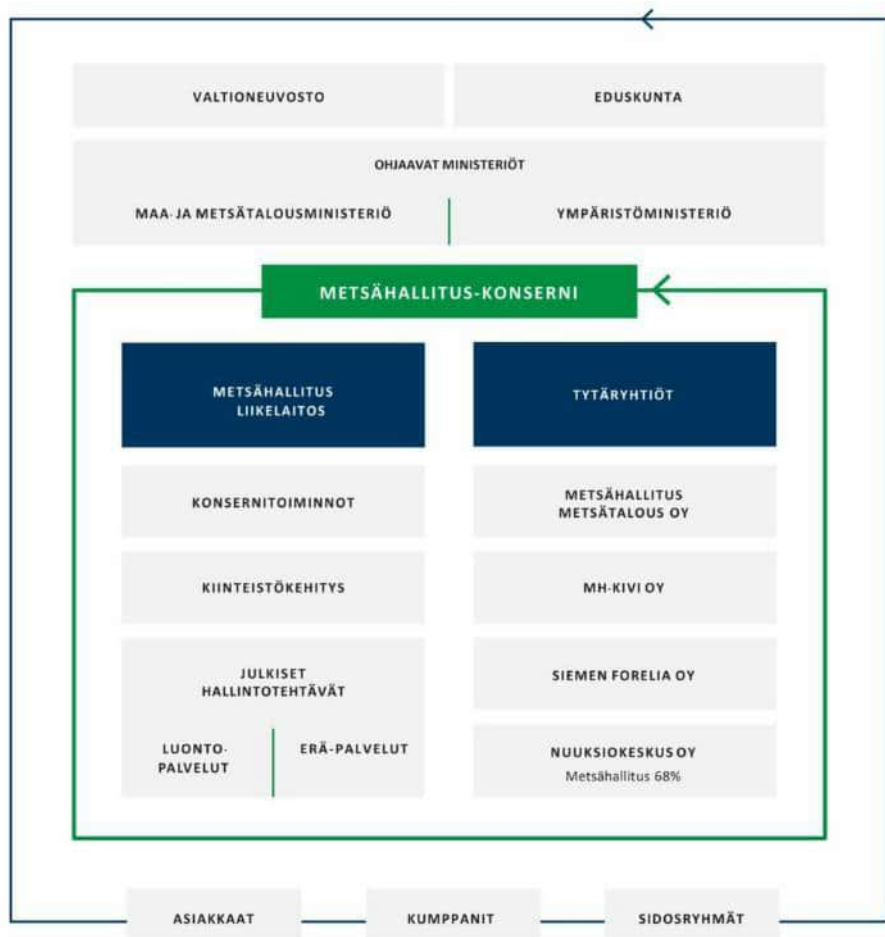 VALTIONEUVOSTO
EDUSKUNTA
OHJAAVAT MINISTERIÖT
MAA- JA METSÄTALOUSMINISTERIÖ
YMPÄRISTÖMINISTERIÖ
METSÄHALLITUS-KONSERNI
METSÄHALLITUS
LIIKELAITOS
KONSERNITOIMINNOT
KIINTEISTÖKEHITYS
JULKISET
HALLINTOTEHTÄVÄT
LUONTO-
PALVELUT
ERÄ-PALVELUT
TYTÄRYHTIÖT
METSÄHALLITUS
METSÄTALOUS OY
MH-KIVI OY
SIEMEN FORELIA OY
NUUKSIOKESKUS OY
Metsähallitus 68%
ASIAKKAAT
KUMPPANIT
SIDOSRYHMÄT